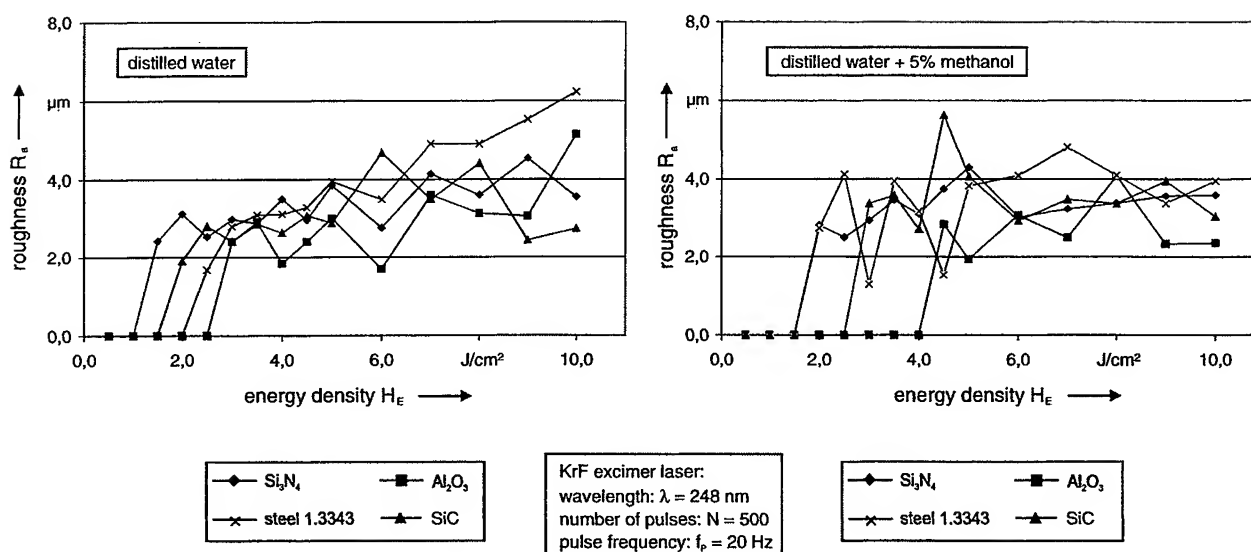 8,0
distilled water
µm
roughness Rₐ
4,0
2,0
0,0
0,0 2,0 4,0 6,0 J/cm² 10,0
energy density H_E
8,0
distilled water + 5% methanol
µm
roughness Rₐ
4,0
2,0
0,0
0,0 2,0 4,0 6,0 J/cm² 10,0
energy density H_E
Si₃N₄ Al₂O₃
steel 1.3343 SiC
KrF excimer laser:
wavelength: λ = 248 nm
number of pulses: N = 500
pulse frequency: fₚ = 20 Hz
Si₃N₄ Al₂O₃
steel 1.3343 SiC